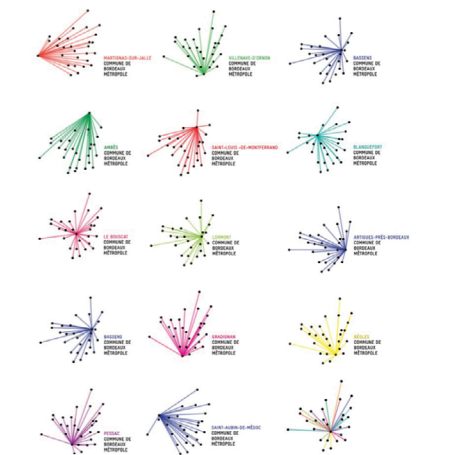 MARTIGNAS-SUR-JALLE
COMMUNE DE
BORDEAUX
MÉTROPOLE
VILLENAVE-D'ORNON
COMMUNE DE
BORDEAUX
MÉTROPOLE
BASSENS
COMMUNE DE
BORDEAUX
MÉTROPOLE
AMBÈS
COMMUNE DE
BORDEAUX
MÉTROPOLE
SAINT-LOUIS -DE-MONTFERRAND
COMMUNE DE
BORDEAUX
MÉTROPOLE
BLANQUEFORT
COMMUNE DE
BORDEAUX
MÉTROPOLE
LE BOUSCAT
COMMUNE DE
BORDEAUX
MÉTROPOLE
LORMONT
COMMUNE DE
BORDEAUX
MÉTROPOLE
ARTIGUES-PRÈS-BORDEAUX
COMMUNE DE
BORDEAUX
MÉTROPOLE
BASSENS
COMMUNE DE
BORDEAUX
MÉTROPOLE
GRADIGNAN
COMMUNE DE
BORDEAUX
MÉTROPOLE
BÈGLES
COMMUNE DE
BORDEAUX
MÉTROPOLE
PESSAC
COMMUNE DE
BORDEAUX
MÉTROPOLE
SAINT-AUBIN-DE-MÉDOC
COMMUNE DE
BORDEAUX
MÉTROPOLE